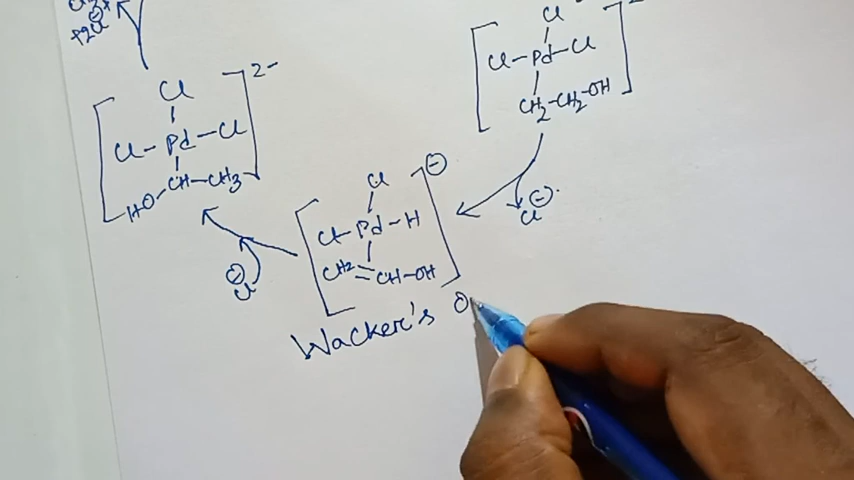 Cl
Cl-Pd-Cl
CH2-CH2-OH
2-
Cl
Cl-Pd-Cl
HO-CH-CH3
⊖
Cl
Cl-Pd-H
CH2=CH-OH
Cl⊖
⊖
Cl
Wacker's O